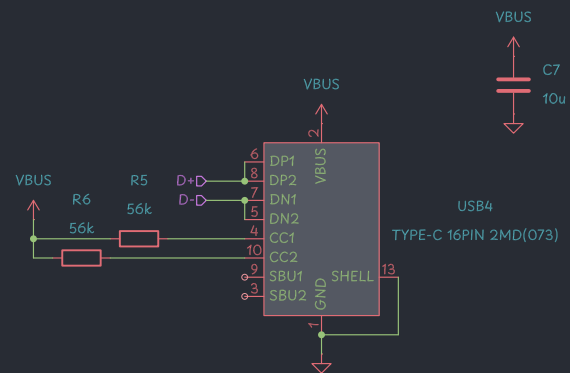 VBUS
C7
10u
VBUS
2
VBUS
6 DP1
D+ 8 DP2
D- 7 DN1
5 DN2
VBUS
R5
R6
56k
56k
4 CC1
10 CC2
9 SBU1
3 SBU2
SHELL 13
GND
1
USB4
TYPE-C 16PIN 2MD(073)